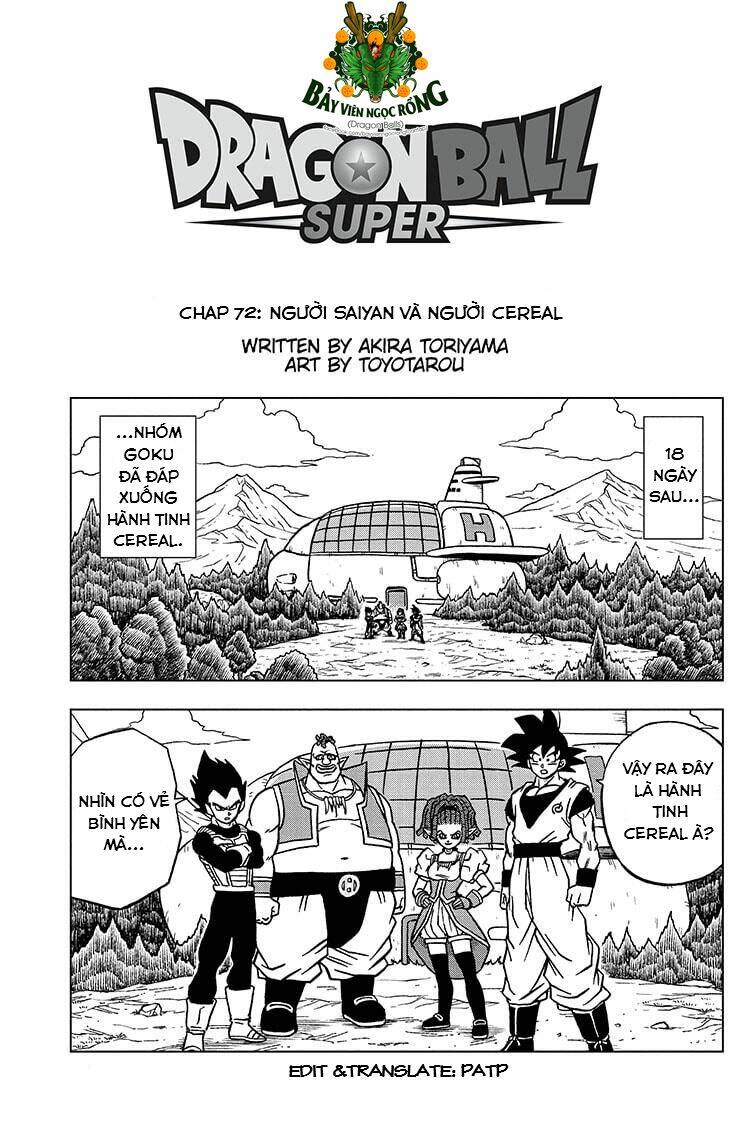 BẢY VIÊN NGỌC RỒNG
(Dragon Balls)
DRAGON BALL
SUPER
CHAP 72: NGƯỜI SAIYAN VÀ NGƯỜI CEREAL
WRITTEN BY AKIRA TORIYAMA
ART BY TOYOTAROU
18
NGÀY
SAU...
...NHÓM
GOKU
ĐÃ ĐÁP
XUỐNG
HÀNH TINH
CEREAL.
H
VẬY RA ĐÂY
LÀ HÀNH
TINH
CEREAL À?
NHÌN CÓ VẺ
BÌNH YÊN
MÀ...
EDIT &TRANSLATE: PATP